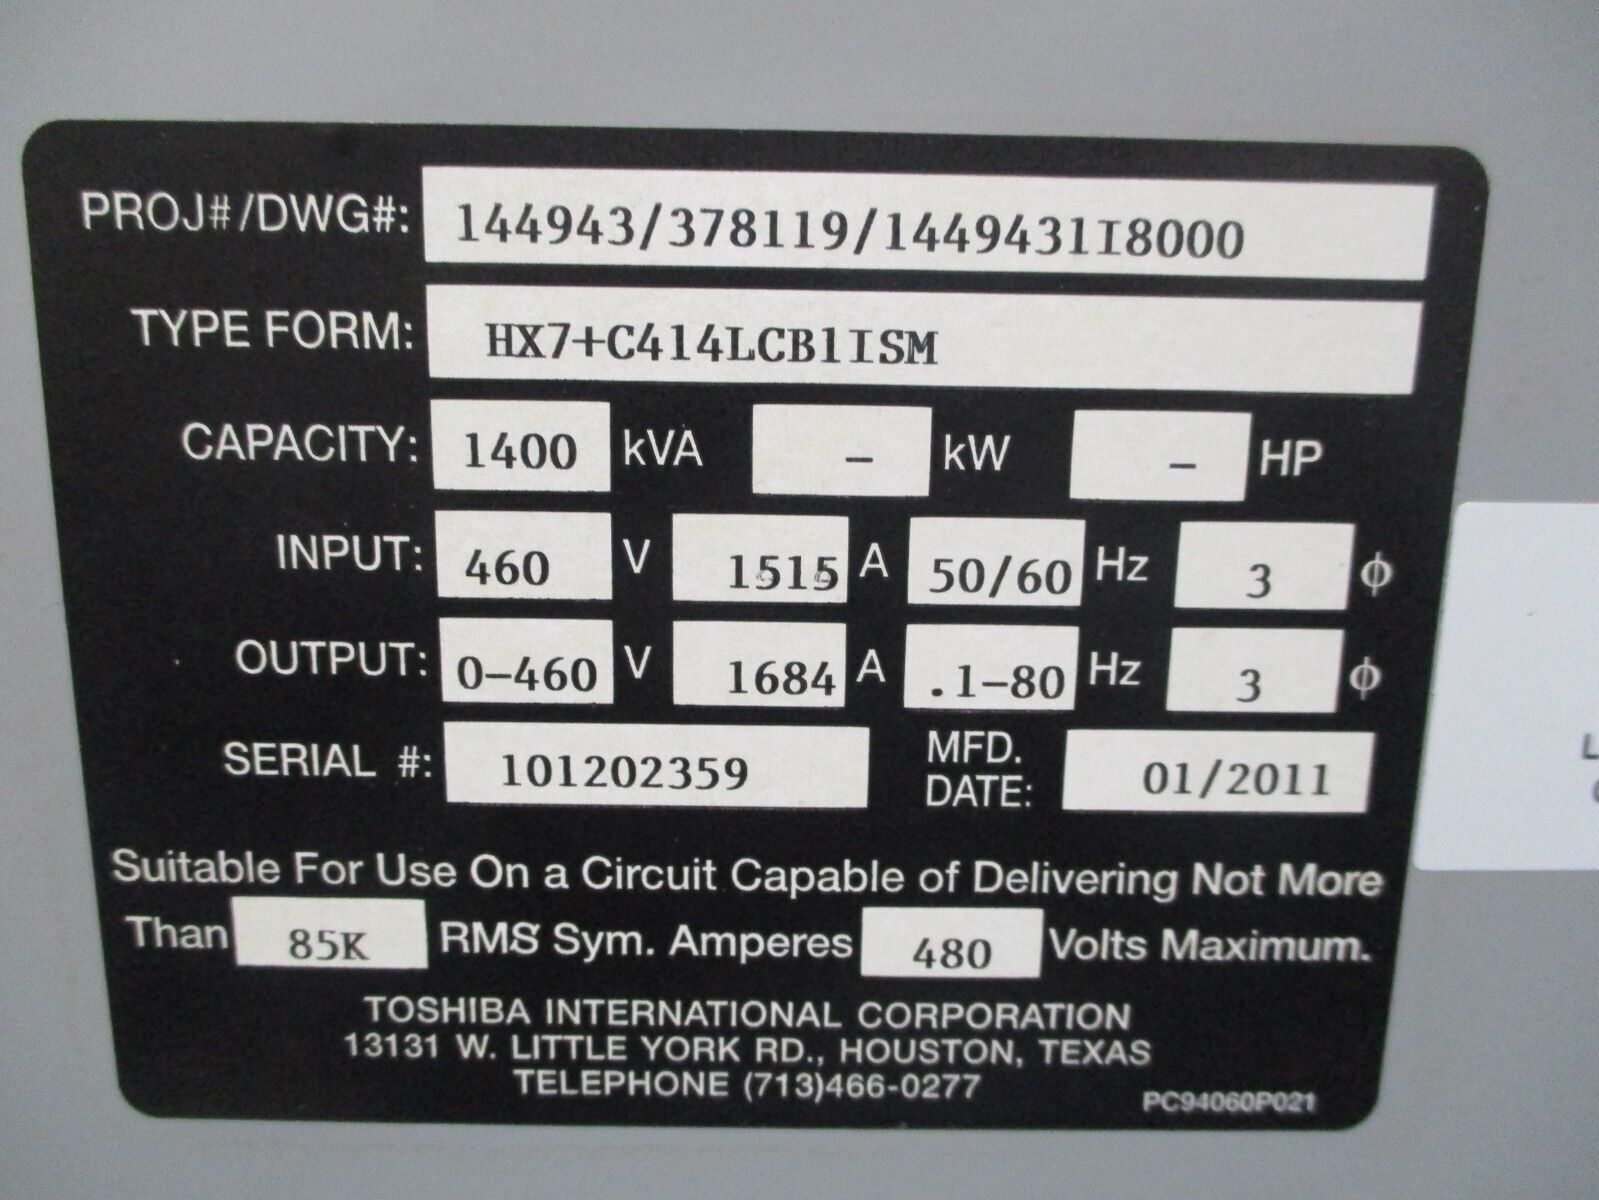 PROJ#/DWG#: 144943/378119/1449431I8000
TYPE FORM: HX7+C414LCB1ISM
CAPACITY: 1400 kVA – kW – HP
INPUT: 460 V 1515 A 50/60 Hz 3 ϕ
OUTPUT: 0-460 V 1684 A .1-80 Hz 3 ϕ
SERIAL #: 101202359 MFD. DATE: 01/2011
Suitable For Use On a Circuit Capable of Delivering Not More
Than 85K RMS Sym. Amperes 480 Volts Maximum.
TOSHIBA INTERNATIONAL CORPORATION
13131 W. LITTLE YORK RD., HOUSTON, TEXAS
TELEPHONE (713)466-0277
PC94060P021